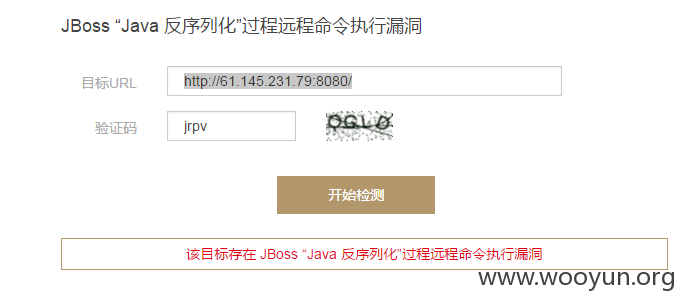 JBoss “Java 反序列化”过程远程命令执行漏洞
目标URL http://61.145.231.79:8080/
验证码 jrpv OGLD
开始检测
该目标存在 JBoss “Java 反序列化”过程远程命令执行漏洞
www.wooyun.org